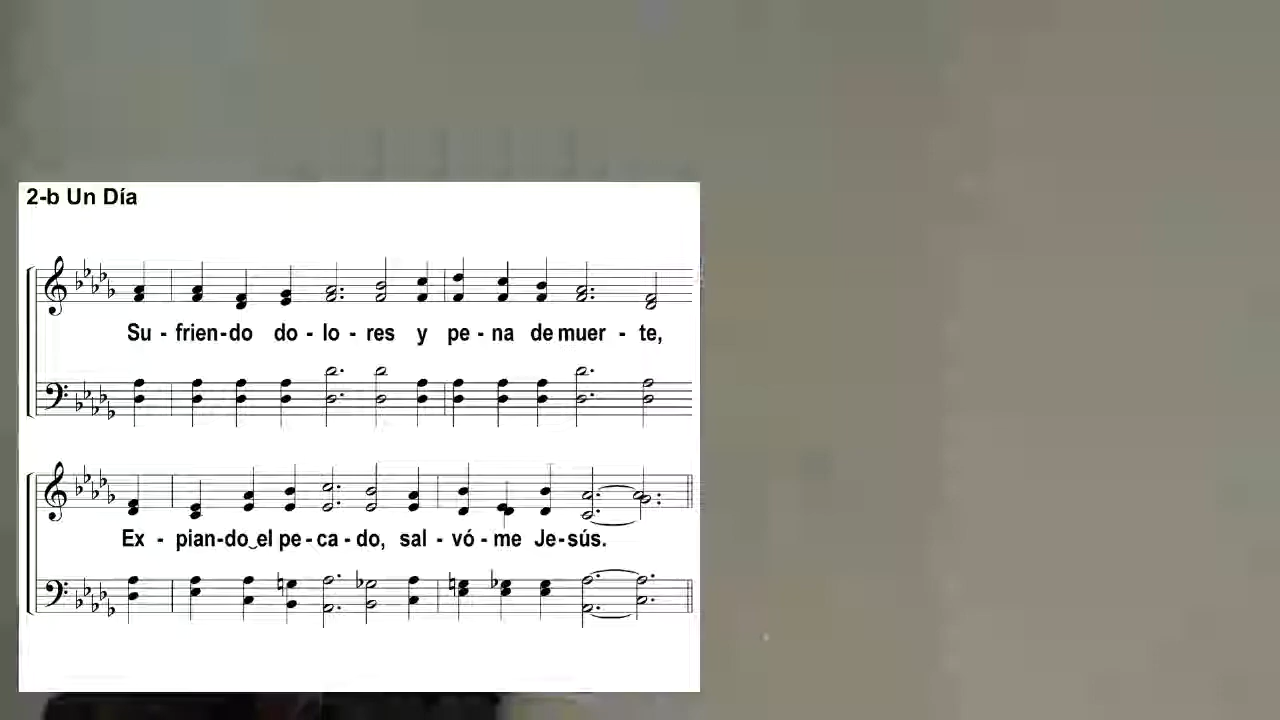 2-b Un Día
Su - frien - do do - lo - res y pe - na de muer - te,
Ex - pian - do‿el pe - ca - do, sal - vó - me Je - sús.